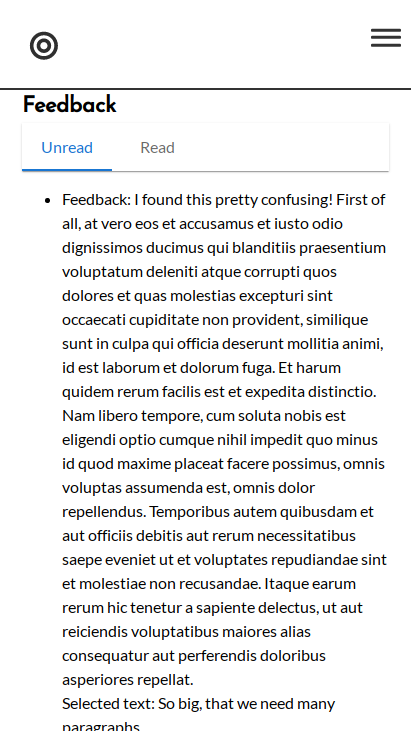 Feedback
Unread
Read
Feedback: I found this pretty confusing! First of
all, at vero eos et accusamus et iusto odio
dignissimos ducimus qui blanditiis praesentium
voluptatum deleniti atque corrupti quos
dolores et quas molestias excepturi sint
occaecati cupiditate non provident, similique
sunt in culpa qui officia deserunt mollitia animi,
id est laborum et dolorum fuga. Et harum
quidem rerum facilis est et expedita distinctio.
Nam libero tempore, cum soluta nobis est
eligendi optio cumque nihil impedit quo minus
id quod maxime placeat facere possimus, omnis
voluptas assumenda est, omnis dolor
repellendus. Temporibus autem quibusdam et
aut officiis debitis aut rerum necessitatibus
saepe eveniet ut et voluptates repudiandae sint
et molestiae non recusandae. Itaque earum
rerum hic tenetur a sapiente delectus, ut aut
reiciendis voluptatibus maiores alias
consequatur aut perferendis doloribus
asperiores repellat.
Selected text: So big, that we need many
paragraphs